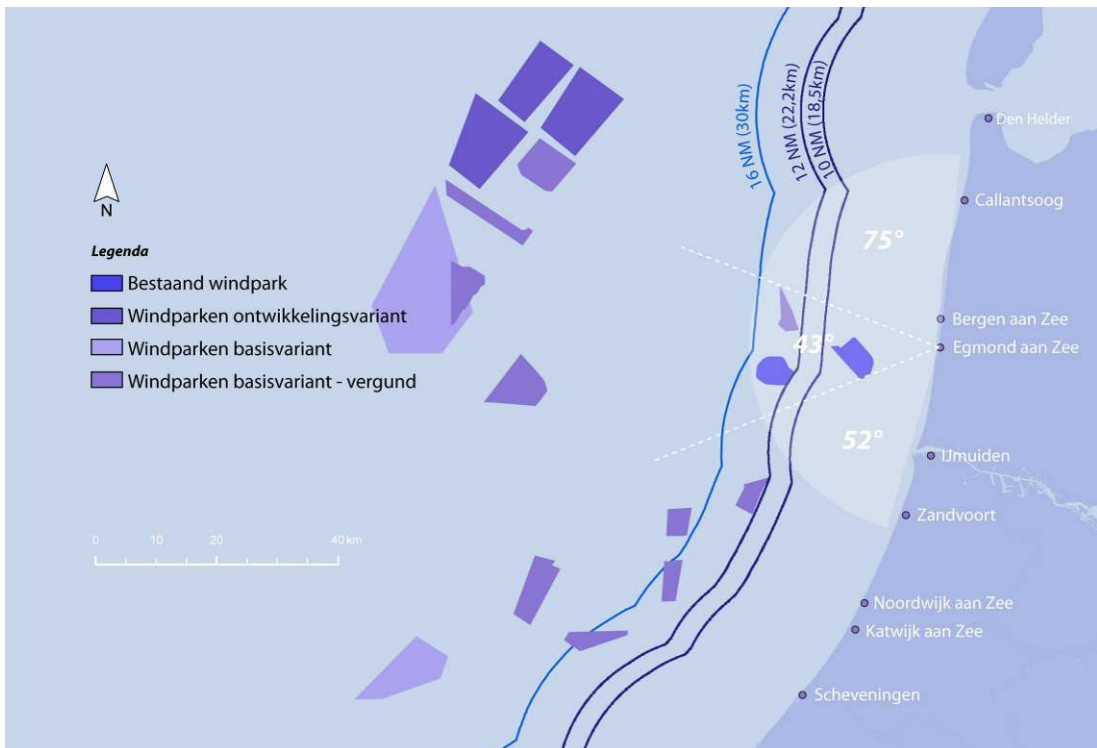 16 NM (30km)
12 NM (22,2km)
10 NM (18,5km)
Den Helder
Callantsoog
75°
N
Legenda
Bestaand windpark
Windparken ontwikkelingsvariant
Windparken basisvariant
Windparken basisvariant - vergund
Bergen aan Zee
43°
Egmond aan Zee
52°
IJmuiden
Zandvoort
0 10 20 40 km
Noordwijk aan Zee
Katwijk aan Zee
Scheveningen